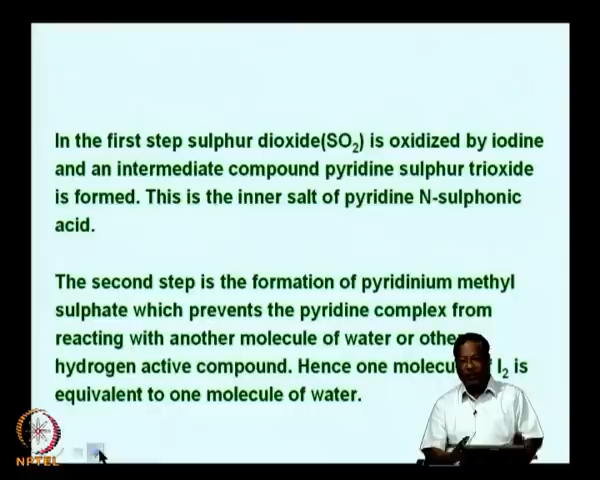 In the first step sulphur dioxide(SO2) is oxidized by iodine
and an intermediate compound pyridine sulphur trioxide
is formed. This is the inner salt of pyridine N-sulphonic
acid.
The second step is the formation of pyridinium methyl
sulphate which prevents the pyridine complex from
reacting with another molecule of water or other
hydrogen active compound. Hence one I2 is
equivalent to one molecule of water.
NPTEL